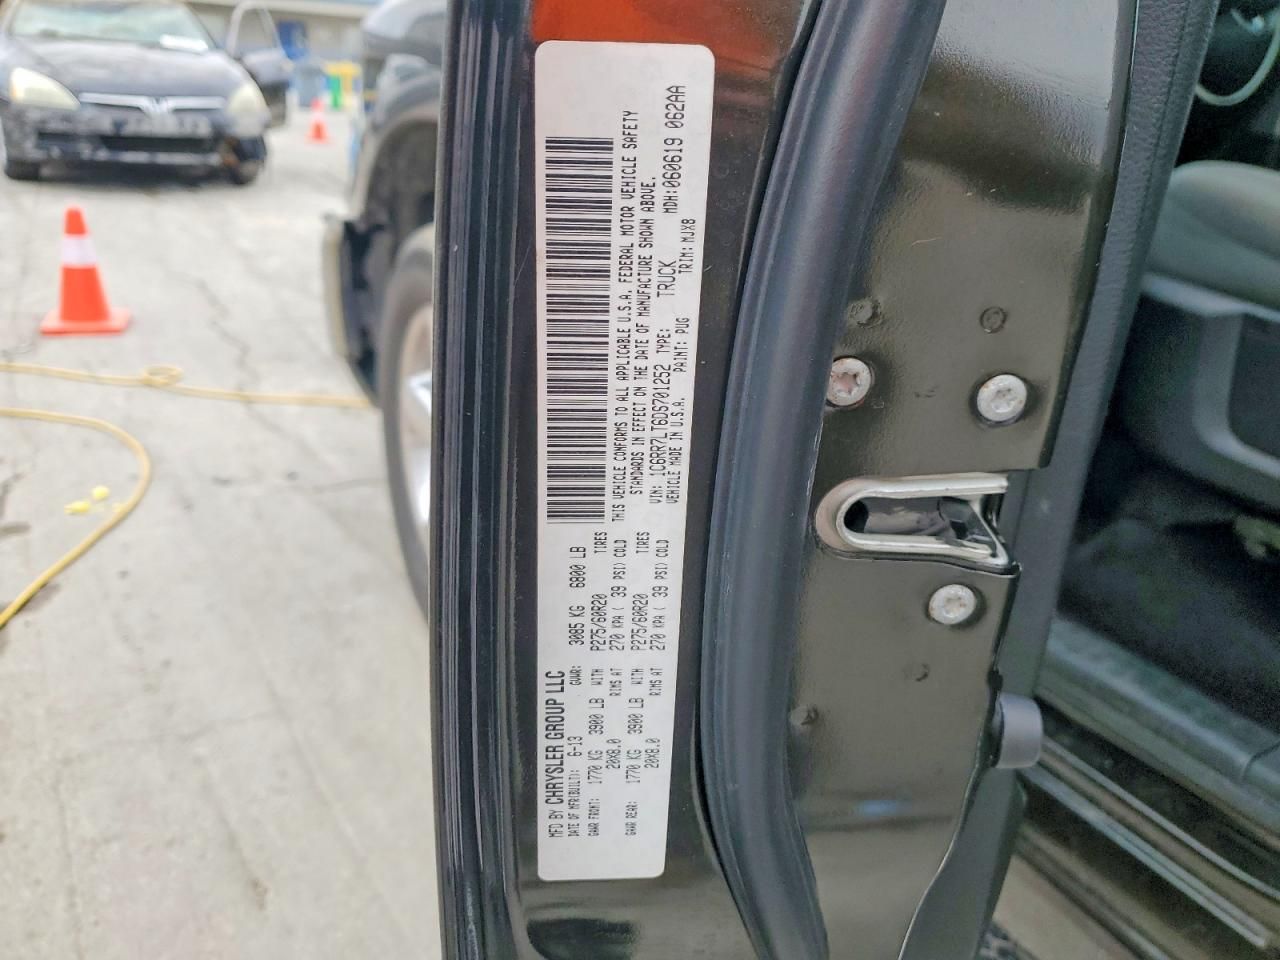 MFD BY CHRYSLER GROUP LLC
DATE OF MFR(BUILT): 6-13 GVWR: 3085 KG 6800 LB
GAWR FRONT: 1770 KG 3900 LB WITH P275/60R20 TIRES
20X8.0 RIMS AT 270 KPA ( 39 PSI) COLD
GAWR REAR: 1770 KG 3900 LB WITH P275/60R20 TIRES
20X8.0 RIMS AT 270 KPA ( 39 PSI) COLD
THIS VEHICLE CONFORMS TO ALL APPLICABLE U.S.A. FEDERAL MOTOR VEHICLE SAFETY
STANDARDS IN EFFECT ON THE DATE OF MANUFACTURE SHOWN ABOVE.
VIN: 1C6RR7LT6DS701252 TYPE: TRUCK MDH:060619 062AA
VEHICLE MADE IN U.S.A. PAINT: PUG TRIM: MJX8